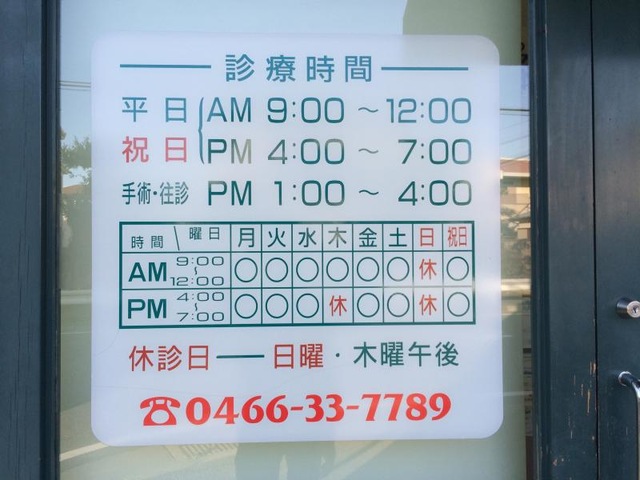 診療時間
平日 AM 9:00 ～ 12:00
祝日 PM 4:00 ～ 7:00
手術・往診 PM 1:00 ～ 4:00
時間 \ 曜日 月 火 水 木 金 土 日 祝日
AM 9:00～12:00 ○ ○ ○ ○ ○ ○ 休 ○
PM 4:00～7:00 ○ ○ ○ 休 ○ ○ 休 ○
休診日 ― 日曜・木曜午後
☎0466-33-7789